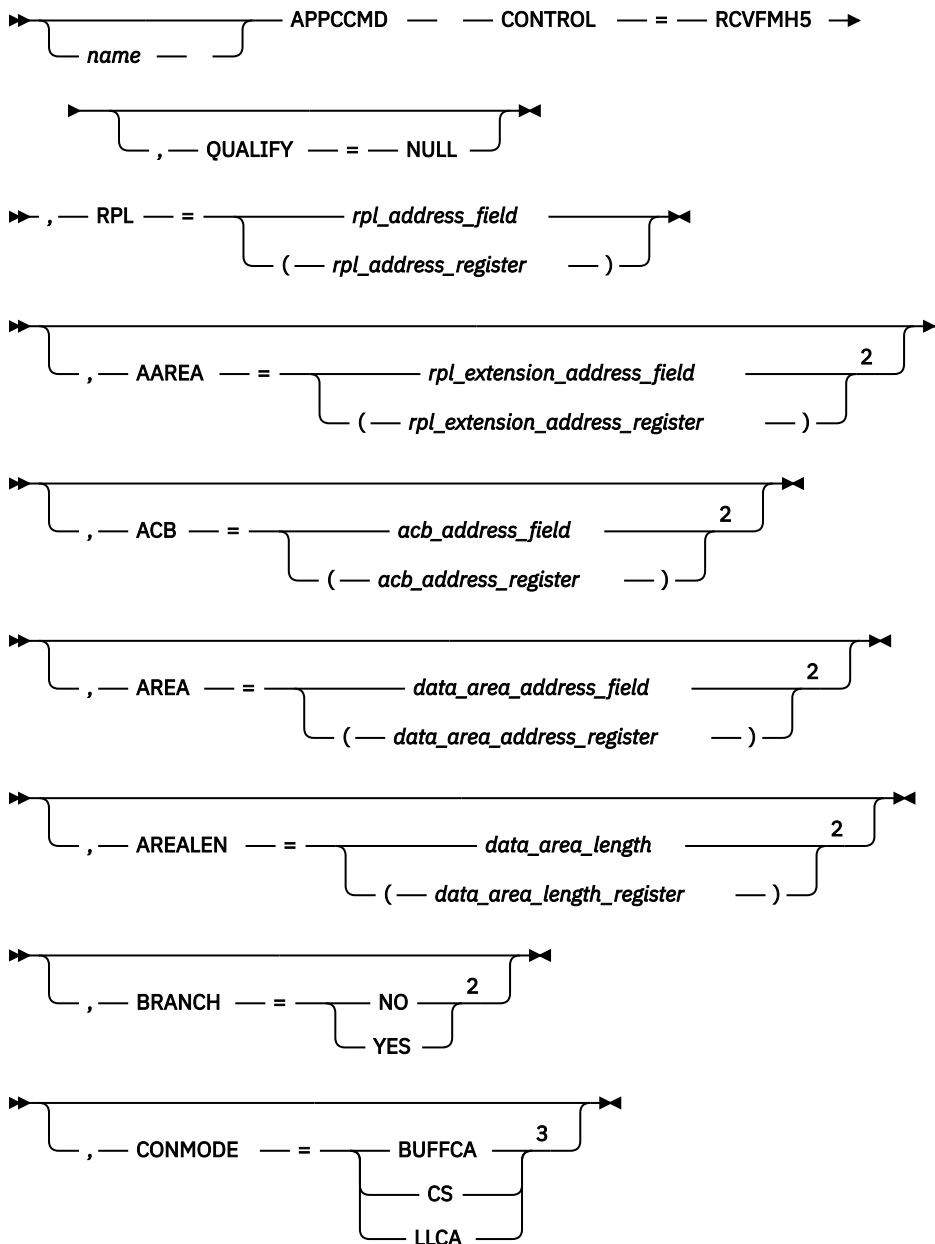 APPCCMD CONTROL = RCVFMH5
name
, QUALIFY = NULL
, RPL = rpl_address_field
( rpl_address_register )
2
, AAREA = rpl_extension_address_field
( rpl_extension_address_register )
2
, ACB = acb_address_field
( acb_address_register )
2
, AREA = data_area_address_field
( data_area_address_register )
2
, AREALEN = data_area_length
( data_area_length_register )
2
, BRANCH = NO
YES
3
, CONMODE = BUFFCA
CS
LLCA